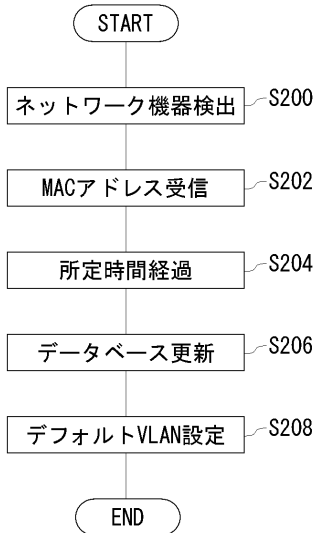 START
ネットワーク機器検出
S200
MACアドレス受信
S202
所定時間経過
S204
データベース更新
S206
デフォルトVLAN設定
S208
END